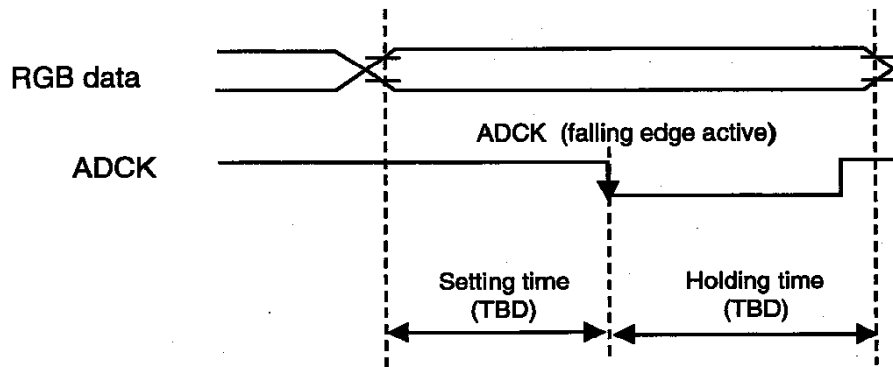 RGB data
ADCK (falling edge active)
ADCK
Setting time
(TBD)
Holding time
(TBD)